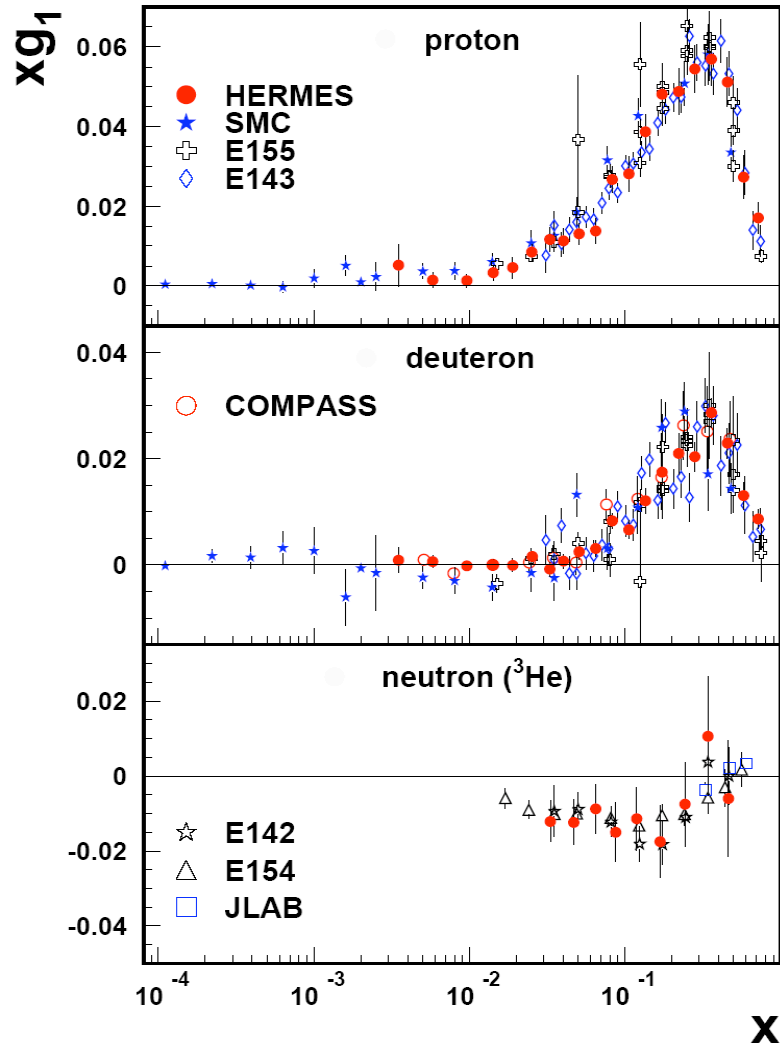 xg1
proton
0.06
HERMES
SMC
0.04
E155
E143
0.02
0
0.04
deuteron
COMPASS
0.02
0
neutron (³He)
0.02
0
E142
-0.02
E154
JLAB
-0.04
10⁻⁴ 10⁻³ 10⁻² 10⁻¹
x